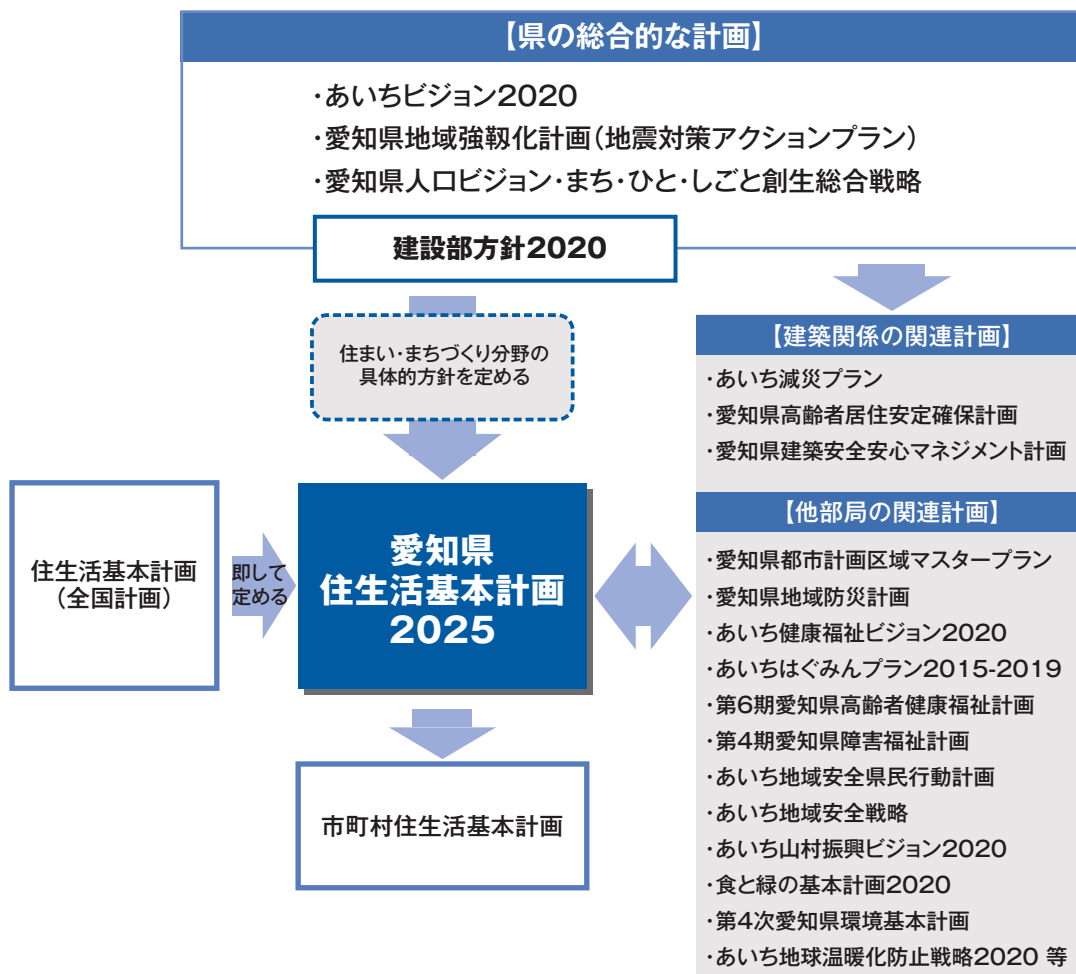 【県の総合的な計画】
・あいちビジョン2020
・愛知県地域強靱化計画(地震対策アクションプラン)
・愛知県人口ビジョン・まち・ひと・しごと創生総合戦略
建設部方針2020
住まい・まちづくり分野の
具体的方針を定める
住生活基本計画
(全国計画)
即して
定める
愛知県
住生活基本計画
2025
市町村住生活基本計画
【建築関係の関連計画】
・あいち減災プラン
・愛知県高齢者居住安定確保計画
・愛知県建築安全安心マネジメント計画
【他部局の関連計画】
・愛知県都市計画区域マスタープラン
・愛知県地域防災計画
・あいち健康福祉ビジョン2020
・あいちはぐみんプラン2015-2019
・第6期愛知県高齢者健康福祉計画
・第4期愛知県障害福祉計画
・あいち地域安全県民行動計画
・あいち地域安全戦略
・あいち山村振興ビジョン2020
・食と緑の基本計画2020
・第4次愛知県環境基本計画
・あいち地球温暖化防止戦略2020 等